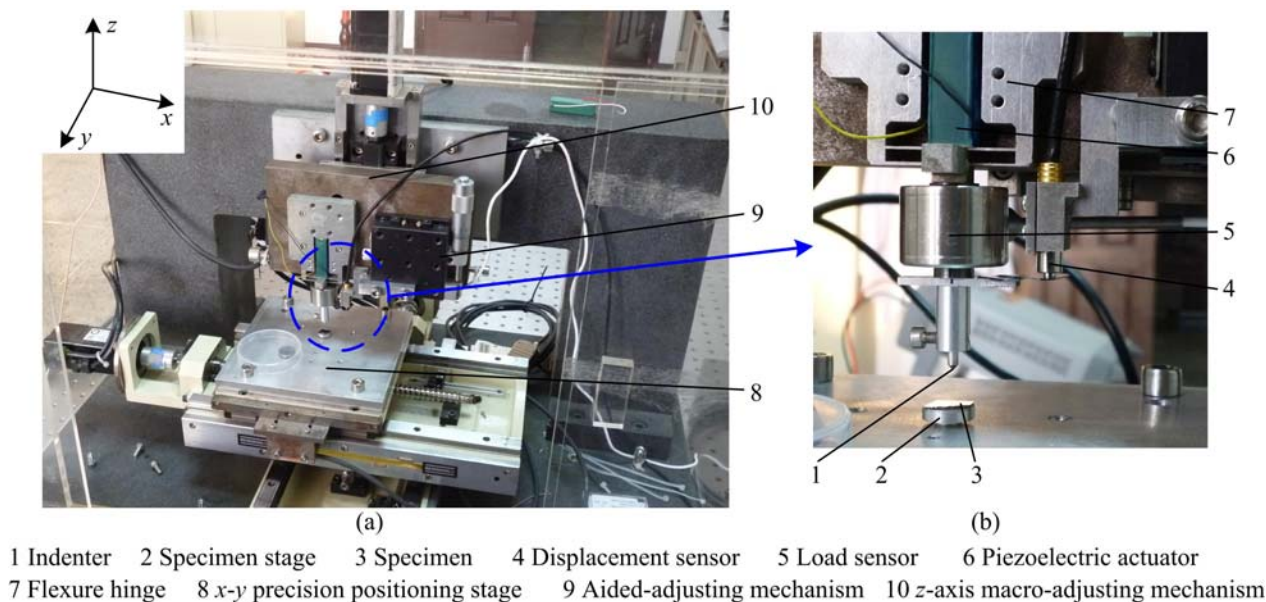 z
x
y
10
9
8
7
6
5
4
1
2
3
(a)
(b)
1 Indenter 2 Specimen stage 3 Specimen 4 Displacement sensor 5 Load sensor 6 Piezoelectric actuator
7 Flexure hinge 8 x-y precision positioning stage 9 Aided-adjusting mechanism 10 z-axis macro-adjusting mechanism